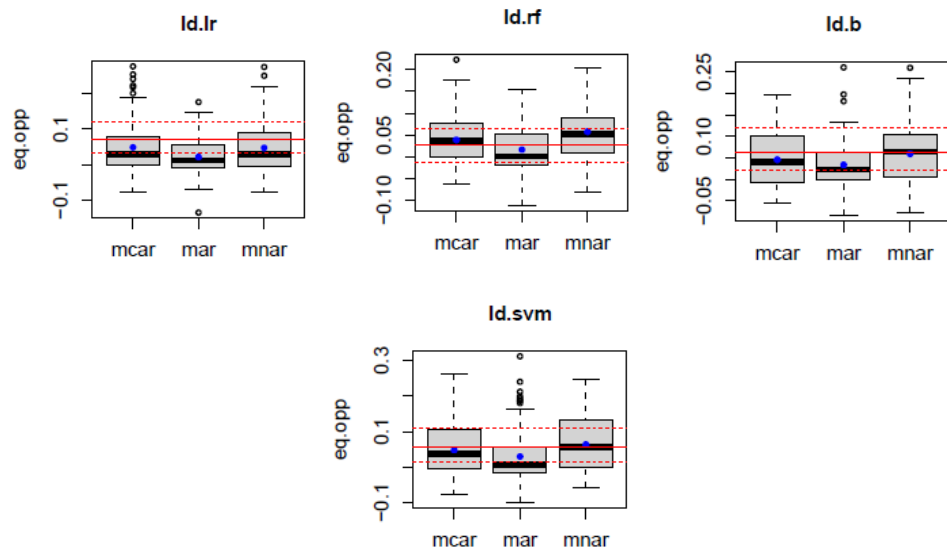 ld.lr
ld.rf
ld.b
eq.opp
0.1
−0.1
mcar mar mnar
eq.opp
0.20
0.05
−0.10
mcar mar mnar
eq.opp
0.25
0.10
−0.05
mcar mar mnar
ld.svm
eq.opp
0.3
0.1
−0.1
mcar mar mnar